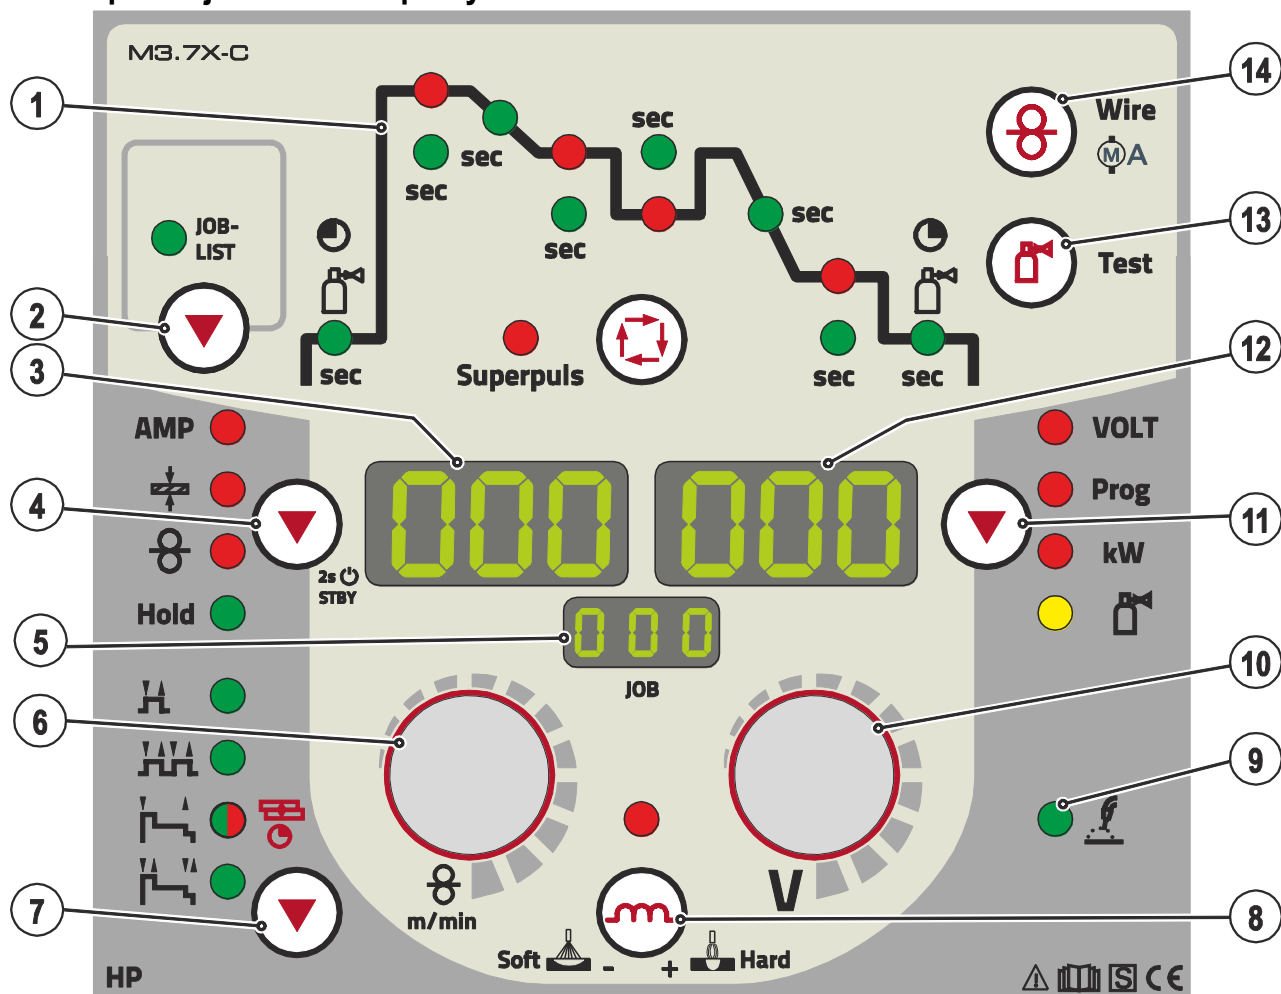 M3.7X-C
1
14
Wire
MA
sec
sec
sec
JOB-
LIST
sec
sec
13
Test
2
3
Superpuls
sec
sec
sec
12
AMP
VOLT
000
000
Prog
4
11
kW
2s
STBY
Hold
5
000
JOB
10
6
9
m/min
V
7
8
Soft
-
+
Hard
HP
S CE